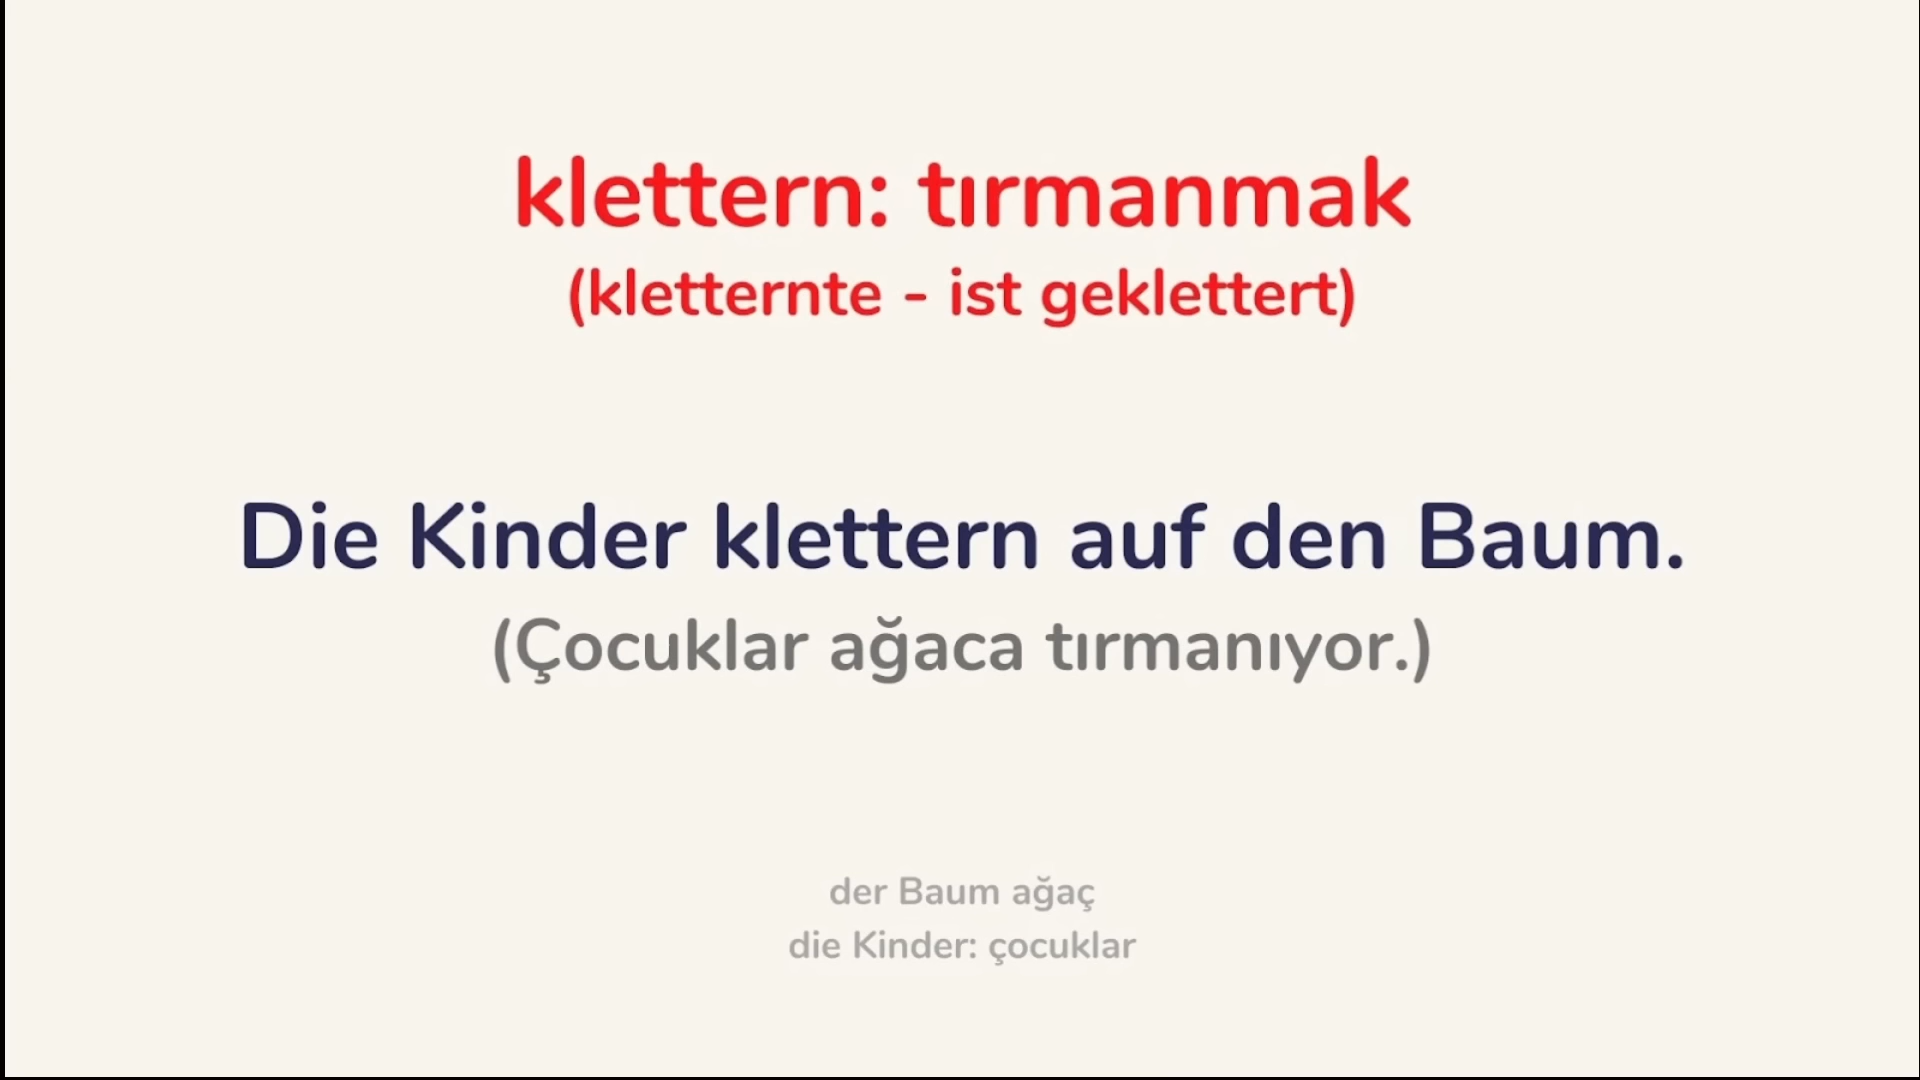 klettern: tırmanmak
(kletternte - ist geklettert)
Die Kinder klettern auf den Baum.
(Çocuklar ağaca tırmanıyor.)
der Baum ağaç
die Kinder: çocuklar